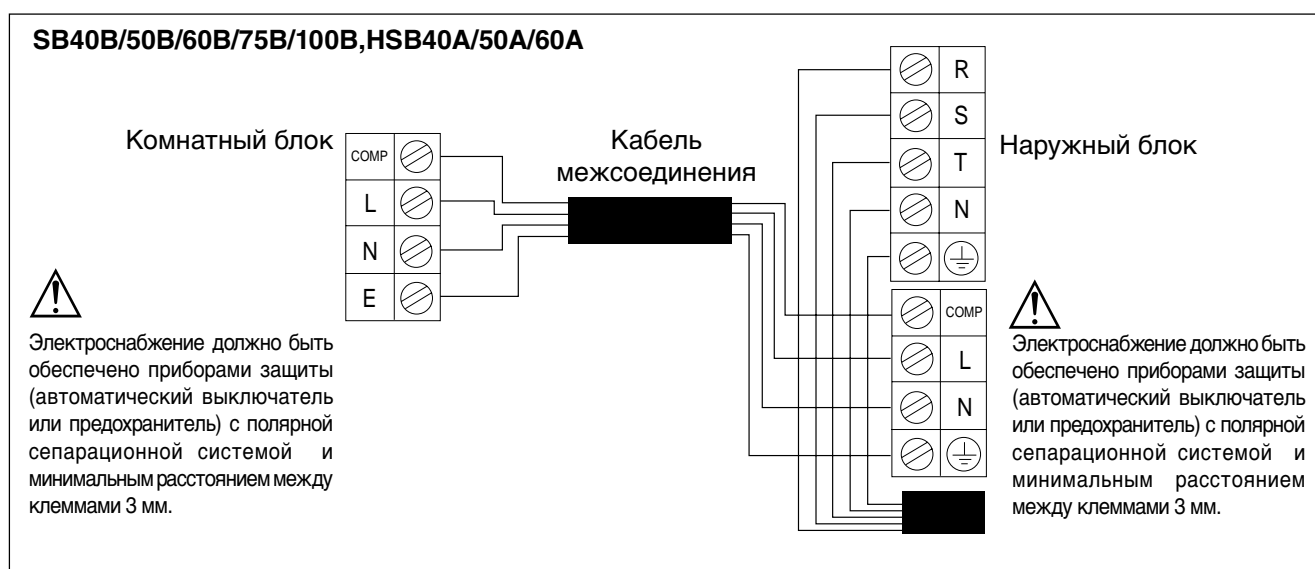 SB40B/50B/60B/75B/100B,HSB40A/50A/60A
Комнатный блок
COMP
L
N
E
Кабель
межсоединения
R
S
T
N
Наружный блок
COMP
L
N
Электроснабжение должно быть
обеспечено приборами защиты
(автоматический выключатель
или предохранитель) с полярной
сепарационной системой и
минимальным расстоянием между
клеммами 3 мм.
Электроснабжение должно быть
обеспечено приборами защиты
(автоматический выключатель
или предохранитель) с полярной
сепарационной системой и
минимальным расстоянием
между клеммами 3 мм.